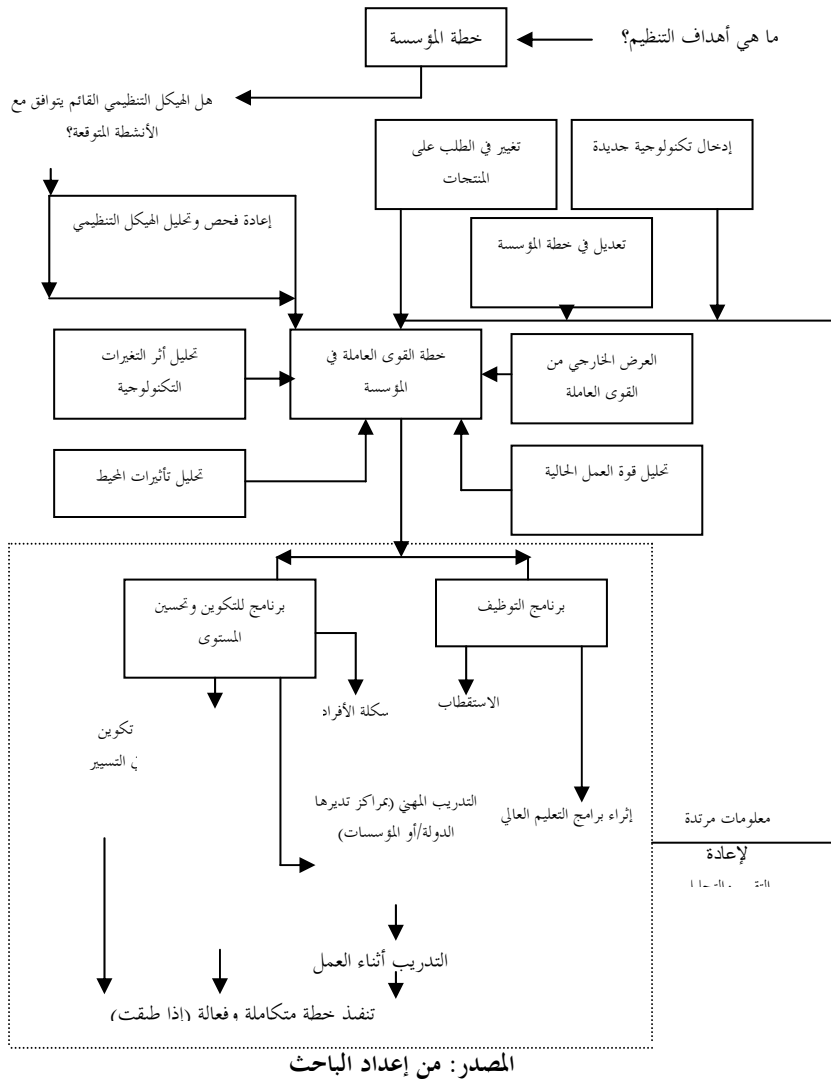 ما هي أهداف التنظيم؟
خطة المؤسسة
هل الهيكل التنظيمي القائم يتوافق مع
الأنشطة المتوقعة؟
إدخال تكنولوجية جديدة
تغيير في الطلب على
المنتجات
إعادة فحص وتحليل الهيكل التنظيمي
تعديل في خطة المؤسسة
العرض الخارجي من
القوى العاملة
خطة القوى العاملة في
المؤسسة
تحليل أثر التغيرات
التكنولوجية
تحليل قوة العمل الحالية
تحليل تأثيرات المحيط
برنامج التوظيف
برنامج للتكوين وتحسين
المستوى
الاستقطاب
سكلة الأفراد
تكوين
التسيير
إثراء برامج التعليم العالي
التدريب المهني (بمراكز تديرها
الدولة/أو المؤسسات)
معلومات مرتدة
لإعادة
التدريب أثناء العمل
تنفيذ خطة متكاملة وفعالة (إذا طبقت)
المصدر: من إعداد الباحث